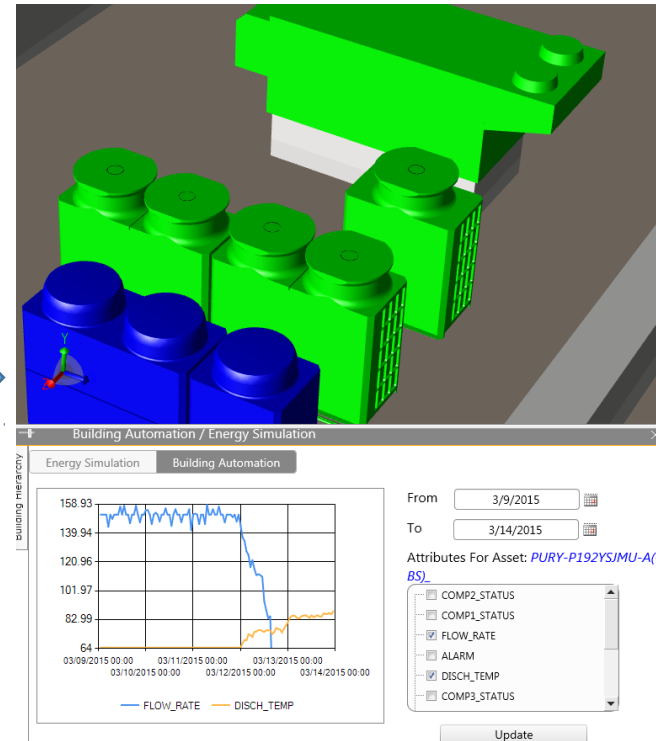 Y
Building Automation / Energy Simulation
Building Hierarchy
Energy Simulation
Building Automation
158.93
139.94
120.96
101.97
82.99
64
03/09/2015 00:00
03/11/2015 00:00
03/13/2015 00:00
03/10/2015 00:00
03/12/2015 00:00
03/14/2015 00:00
FLOW_RATE
DISCH_TEMP
From
3/9/2015
To
3/14/2015
Attributes For Asset: PURY-P192YSJMU-A(
BS)_
COMP2_STATUS
COMP1_STATUS
FLOW_RATE
ALARM
DISCH_TEMP
COMP3_STATUS
Update